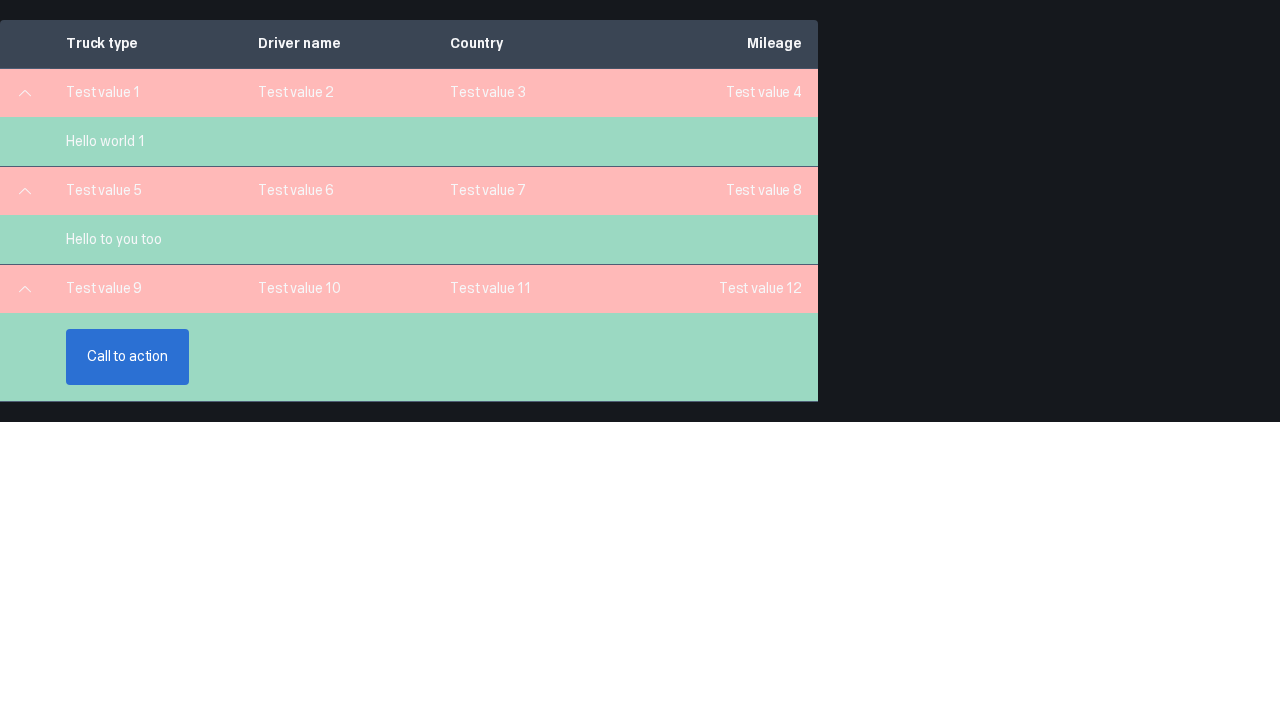 Truck type Driver name Country Mileage
Test value 1 Test value 2 Test value 3 Test value 4
Hello world 1
Test value 5 Test value 6 Test value 7 Test value 8
Hello to you too
Test value 9 Test value 10 Test value 11 Test value 12
Call to action